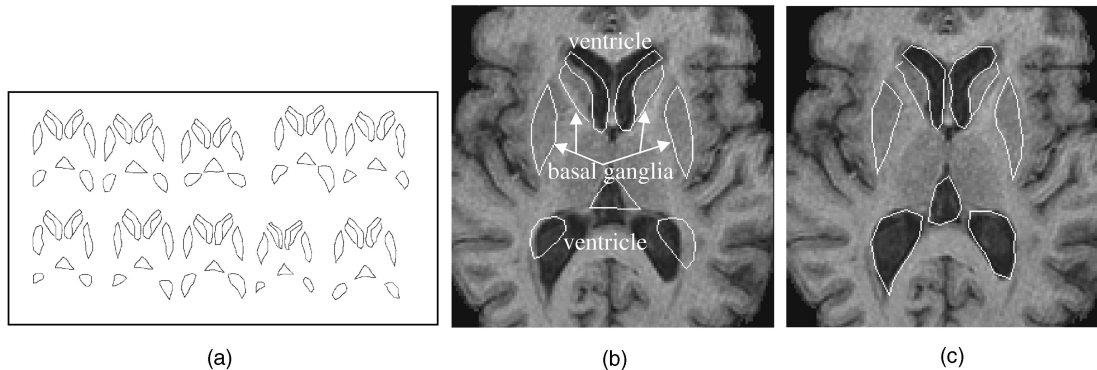 ventricle
basal ganglia
ventricle
(a)
(b)
(c)